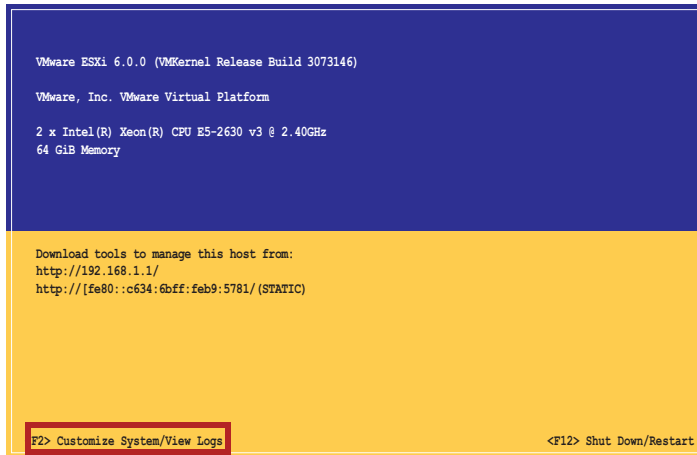 VMware ESXi 6.0.0 (VMKernel Release Build 3073146)
VMware, Inc. VMware Virtual Platform
2 x Intel(R) Xeon(R) CPU E5-2630 v3 @ 2.40GHz
64 GiB Memory
Download tools to manage this host from:
http://192.168.1.1/
http://[fe80::c634:6bff:feb9:5781/(STATIC)
F2> Customize System/View Logs <F12> Shut Down/Restart